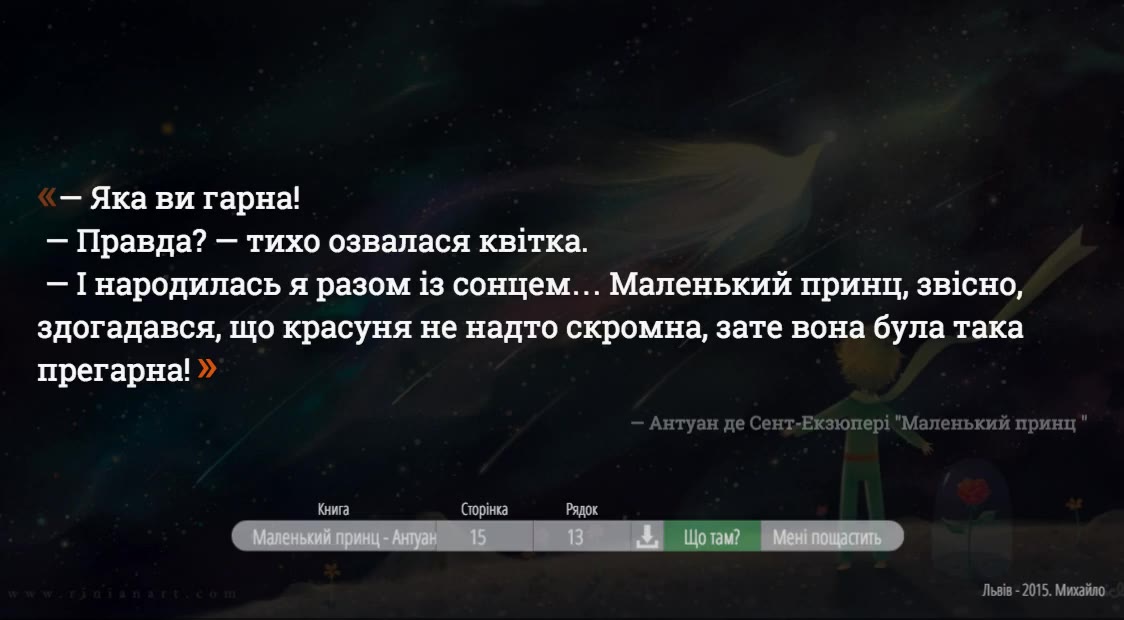 «— Яка ви гарна!
— Правда? — тихо озвалася квітка.
— І народилась я разом із сонцем… Маленький принц, звісно,
здогадався, що красуня не надто скромна, зате вона була така
прегарна!»
— Антуан де Сент-Екзюпері "Маленький принц "
Книга Сторінка Рядок
Маленький принц - Антуан 15 13 Що там? Мені пощастить
www.rinianart.com
Львів - 2015. Михайло